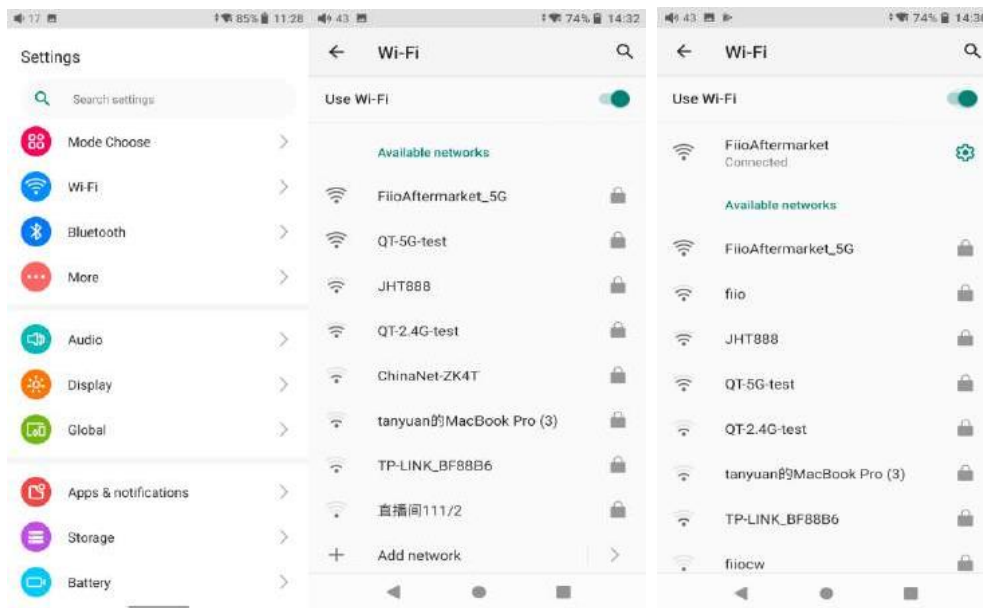 17
85% 11:28
Settings
Search settings
Mode Choose
Wi-Fi
Bluetooth
More
Audio
Display
Global
Apps & notifications
Storage
Battery
43
74% 14:32
Wi-Fi
Use Wi-Fi
Available networks
FiioAftermarket_5G
QT-5G-test
JHT888
QT-2.4G-test
ChinaNet-ZK4T
tanyuan的MacBook Pro (3)
TP-LINK_BF88B6
直播间111/2
Add network
43
74%
Wi-Fi
Use Wi-Fi
FiioAftermarket
Connected
Available networks
FiioAftermarket_5G
fiio
JHT888
QT-5G-test
QT-2.4G-test
tanyuan的MacBook Pro (3)
TP-LINK_BF88B6
fiiocw